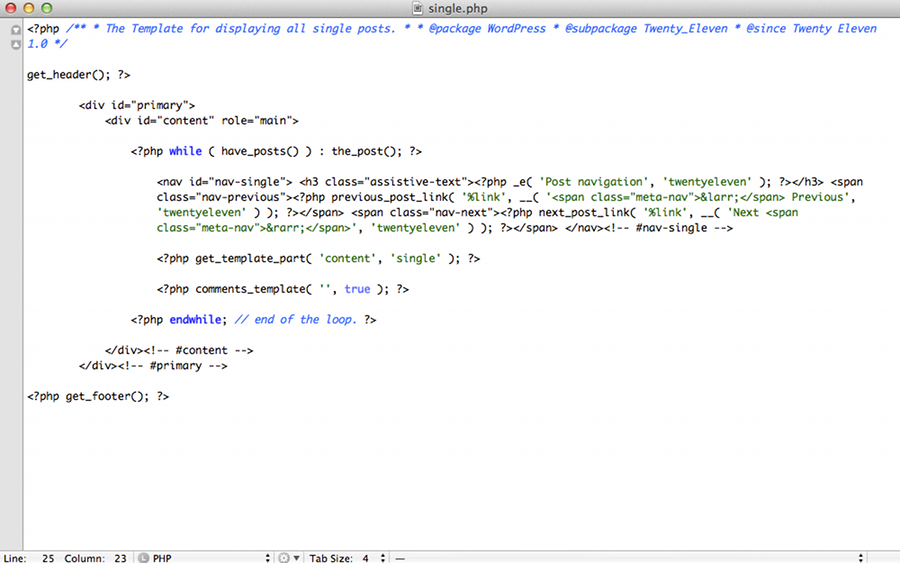 single.php
<?php /** * The Template for displaying all single posts. * * @package WordPress * @subpackage Twenty_Eleven * @since Twenty Eleven
1.0 */
get_header(); ?>
<div id="primary">
<div id="content" role="main">
<?php while ( have_posts() ) : the_post(); ?>
<nav id="nav-single"> <h3 class="assistive-text"><?php _e( 'Post navigation', 'twentyeleven' ); ?></h3> <span
class="nav-previous"><?php previous_post_link( '%link', __( '<span class="meta-nav">&larr;</span> Previous',
'twentyeleven' ) ); ?></span> <span class="nav-next"><?php next_post_link( '%link', __( 'Next <span
class="meta-nav">&rarr;</span>', 'twentyeleven' ) ); ?></span> </nav><!-- #nav-single -->
<?php get_template_part( 'content', 'single' ); ?>
<?php comments_template( '', true ); ?>
<?php endwhile; // end of the loop. ?>
</div><!-- #content -->
</div><!-- #primary -->
<?php get_footer(); ?>
Line: 25 Column: 23 L PHP Tab Size: 4 —